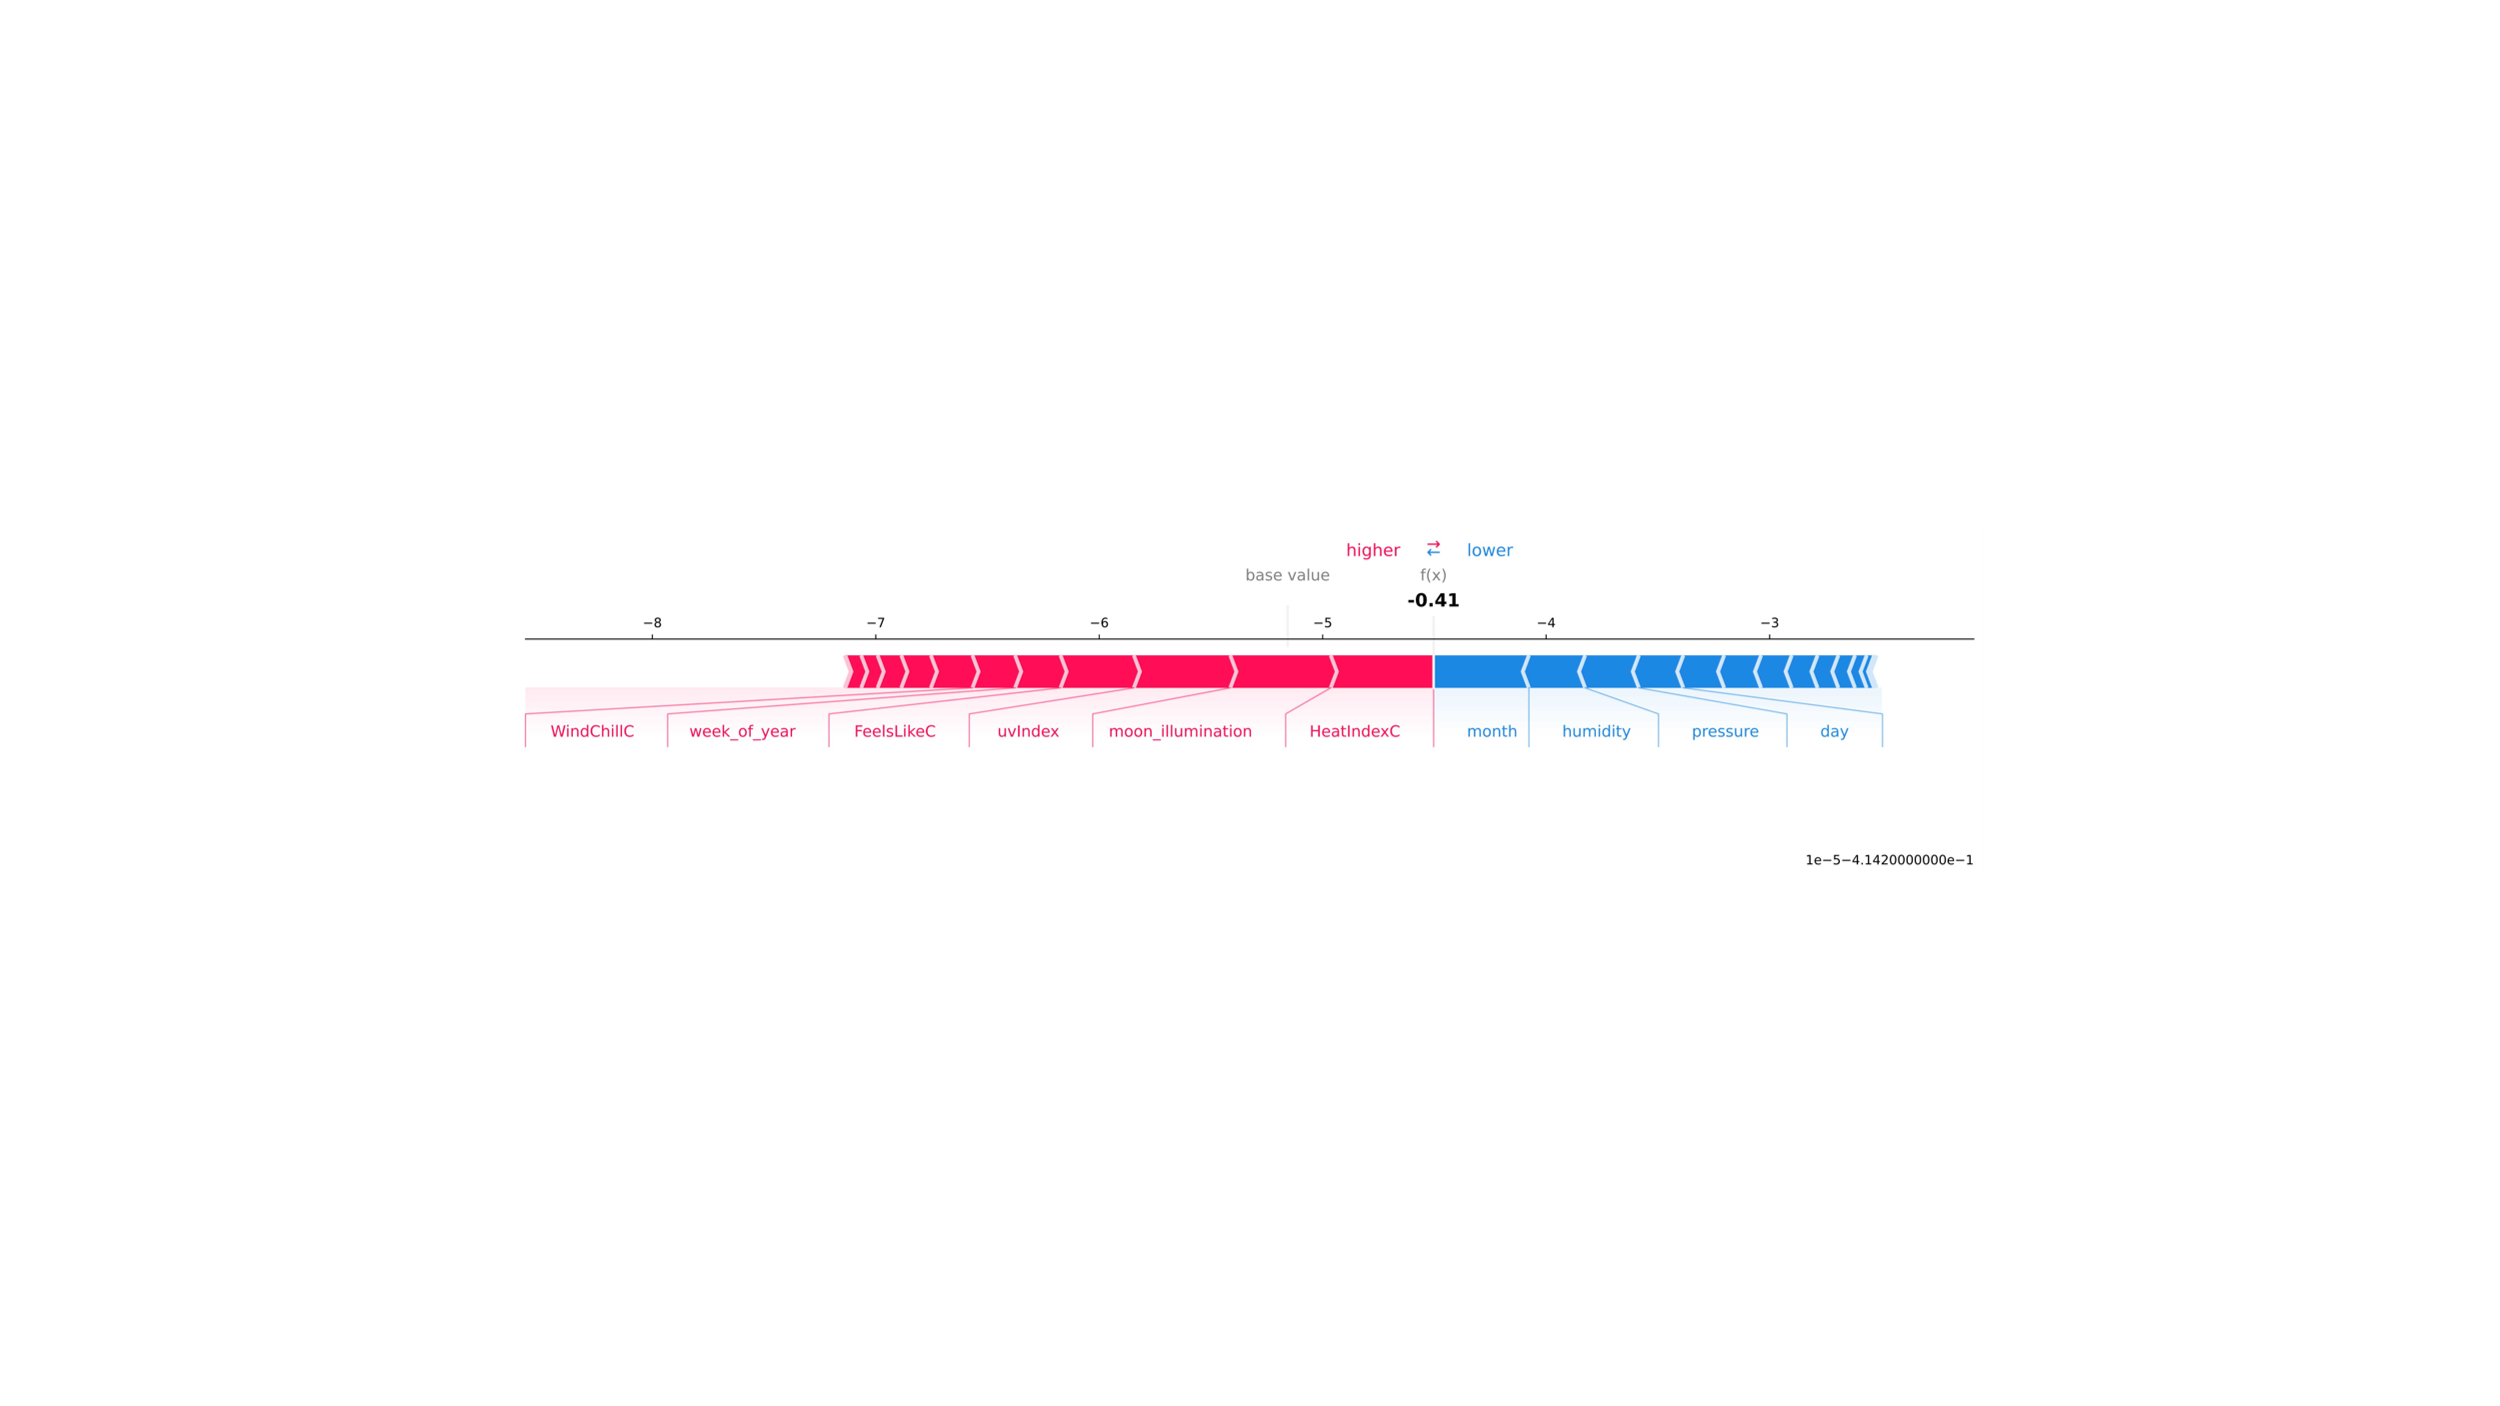 higher ⇄ lower
base value f(x)
-0.41
−8 −7 −6 −5 −4 −3
WindChillC week_of_year FeelsLikeC uvIndex moon_illumination HeatIndexC month humidity pressure day
1e−5−4.1420000000e−1